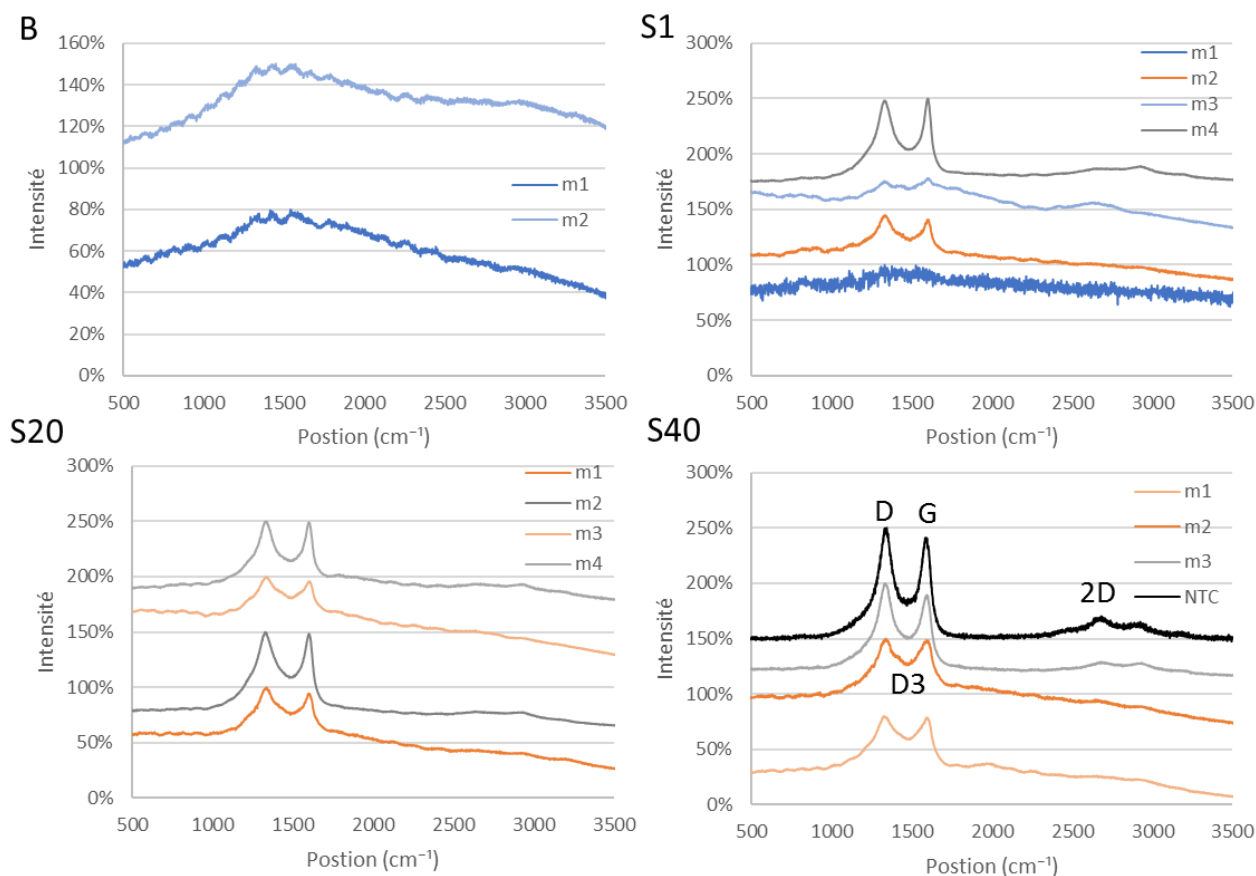 B
160%
140%
120%
100%
80%
60%
40%
20%
0%
Intensité
m1
m2
500 1000 1500 2000 2500 3000 3500
Postion (cm⁻¹)
S1
300%
250%
200%
150%
100%
50%
0%
Intensité
m1
m2
m3
m4
500 1000 1500 2000 2500 3000 3500
Postion (cm⁻¹)
S20
300%
250%
200%
150%
100%
50%
0%
Intensité
m1
m2
m3
m4
500 1000 1500 2000 2500 3000 3500
Postion (cm⁻¹)
S40
300%
250%
200%
150%
100%
50%
0%
Intensité
m1
m2
m3
NTC
D G
2D
D3
500 1000 1500 2000 2500 3000 3500
Postion (cm⁻¹)